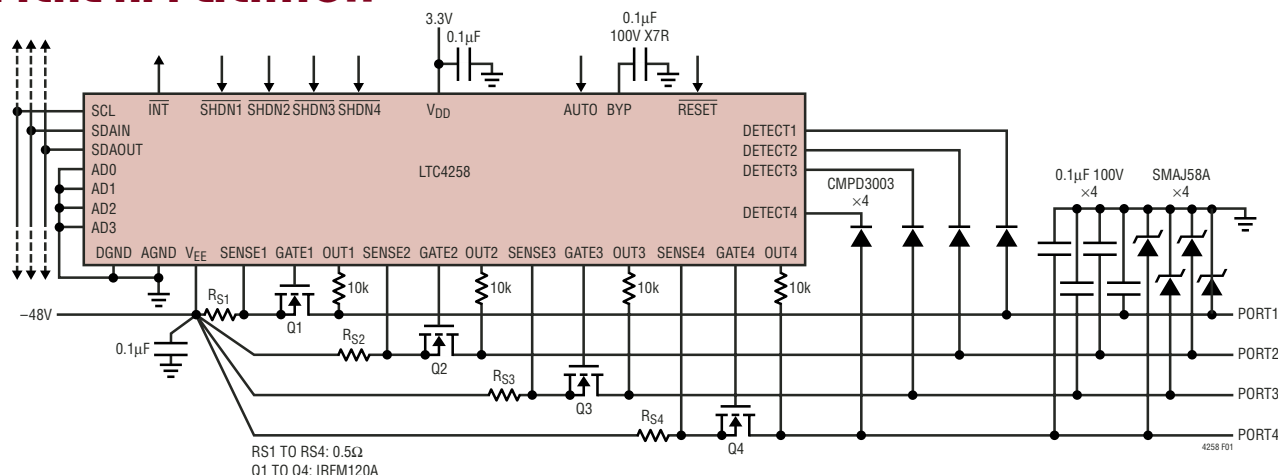 3.3V
0.1µF
0.1µF
100V X7R
SCL
SDAIN
SDAOUT
AD0
AD1
AD2
AD3
INT
SHDN1 SHDN2 SHDN3 SHDN4
VDD
AUTO BYP
RESET
LTC4258
DETECT1
DETECT2
DETECT3
DETECT4
DGND AGND VEE SENSE1 GATE1 OUT1 SENSE2 GATE2 OUT2 SENSE3 GATE3 OUT3 SENSE4 GATE4 OUT4
CMPD3003
×4
0.1µF 100V
×4
SMAJ58A
×4
10k
10k
10k
10k
–48V
0.1µF
RS1
Q1
RS2
Q2
RS3
Q3
RS4
Q4
PORT1
PORT2
PORT3
PORT4
RS1 TO RS4: 0.5Ω
Q1 TO Q4: IRFM120A
4258 F01